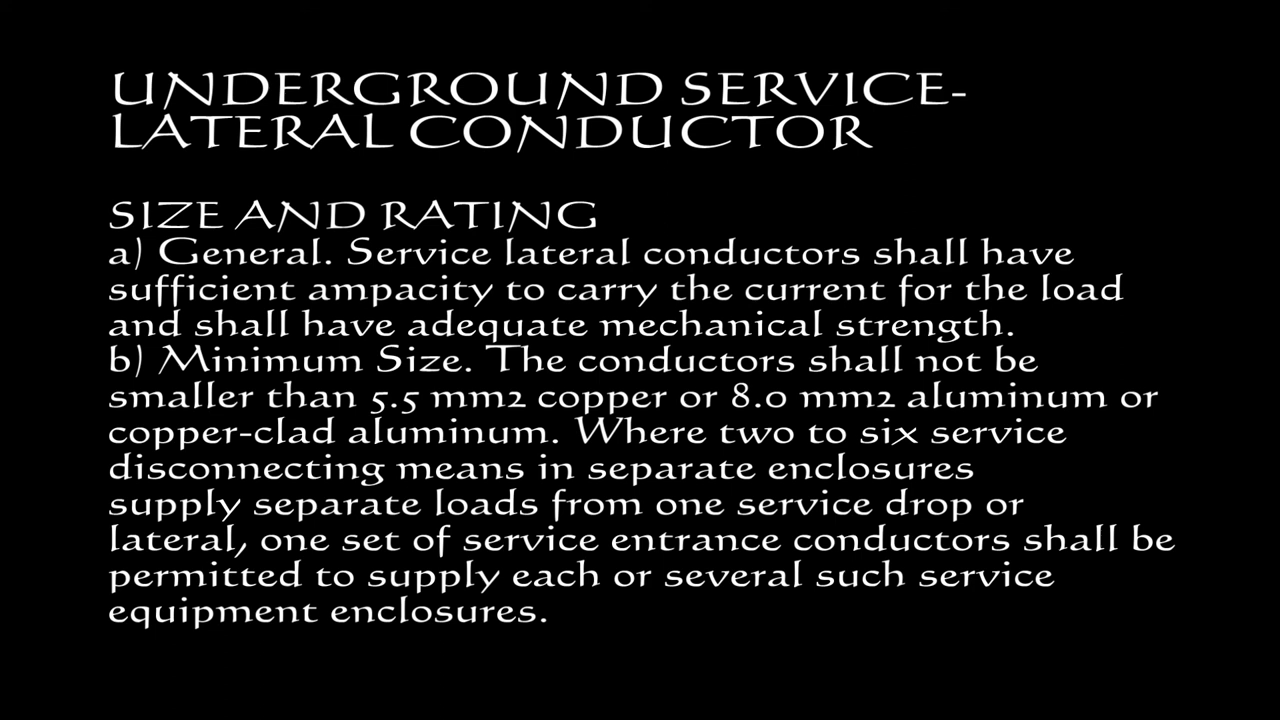 UNDERGROUND SERVICE-
LATERAL CONDUCTOR
SIZE AND RATING
a) General. Service lateral conductors shall have
sufficient ampacity to carry the current for the load
and shall have adequate mechanical strength.
b) Minimum Size. The conductors shall not be
smaller than 5.5 mm2 copper or 8.0 mm2 aluminum or
copper-clad aluminum. Where two to six service
disconnecting means in separate enclosures
supply separate loads from one service drop or
lateral, one set of service entrance conductors shall be
permitted to supply each or several such service
equipment enclosures.